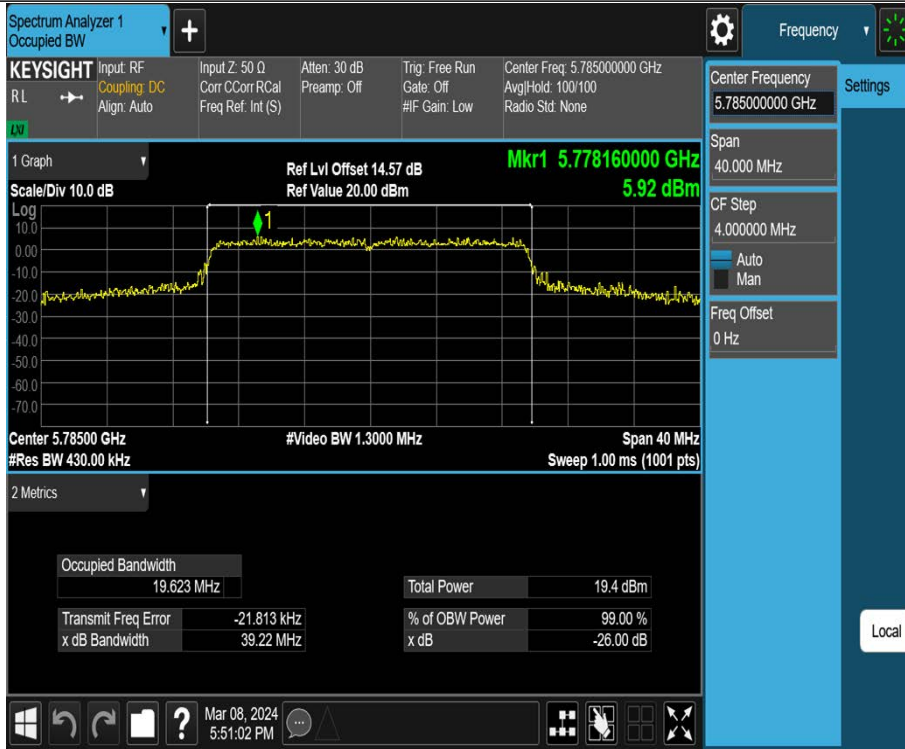 Spectrum Analyzer 1
Occupied BW
+
Frequency
KEYSIGHT
R L
LXI
Input: RF
Coupling: DC
Align: Auto
Input Z: 50 Ω
Corr CCorr RCal
Freq Ref: Int (S)
Atten: 30 dB
Preamp: Off
Trig: Free Run
Gate: Off
#IF Gain: Low
Center Freq: 5.785000000 GHz
Avg|Hold: 100/100
Radio Std: None
Center Frequency
5.785000000 GHz
Settings
Span
40.000 MHz
CF Step
4.000000 MHz
Auto
Man
Freq Offset
0 Hz
1 Graph
Scale/Div 10.0 dB
Ref Lvl Offset 14.57 dB
Ref Value 20.00 dBm
Mkr1 5.778160000 GHz
5.92 dBm
Log
10.0
0.00
-10.0
-20.0
-30.0
-40.0
-50.0
-60.0
-70.0
1
Center 5.78500 GHz
#Res BW 430.00 kHz
#Video BW 1.3000 MHz
Span 40 MHz
Sweep 1.00 ms (1001 pts)
2 Metrics
Occupied Bandwidth
19.623 MHz
Total Power 19.4 dBm
Transmit Freq Error -21.813 kHz
% of OBW Power 99.00 %
x dB Bandwidth 39.22 MHz
x dB -26.00 dB
Local
?
Mar 08, 2024
5:51:02 PM